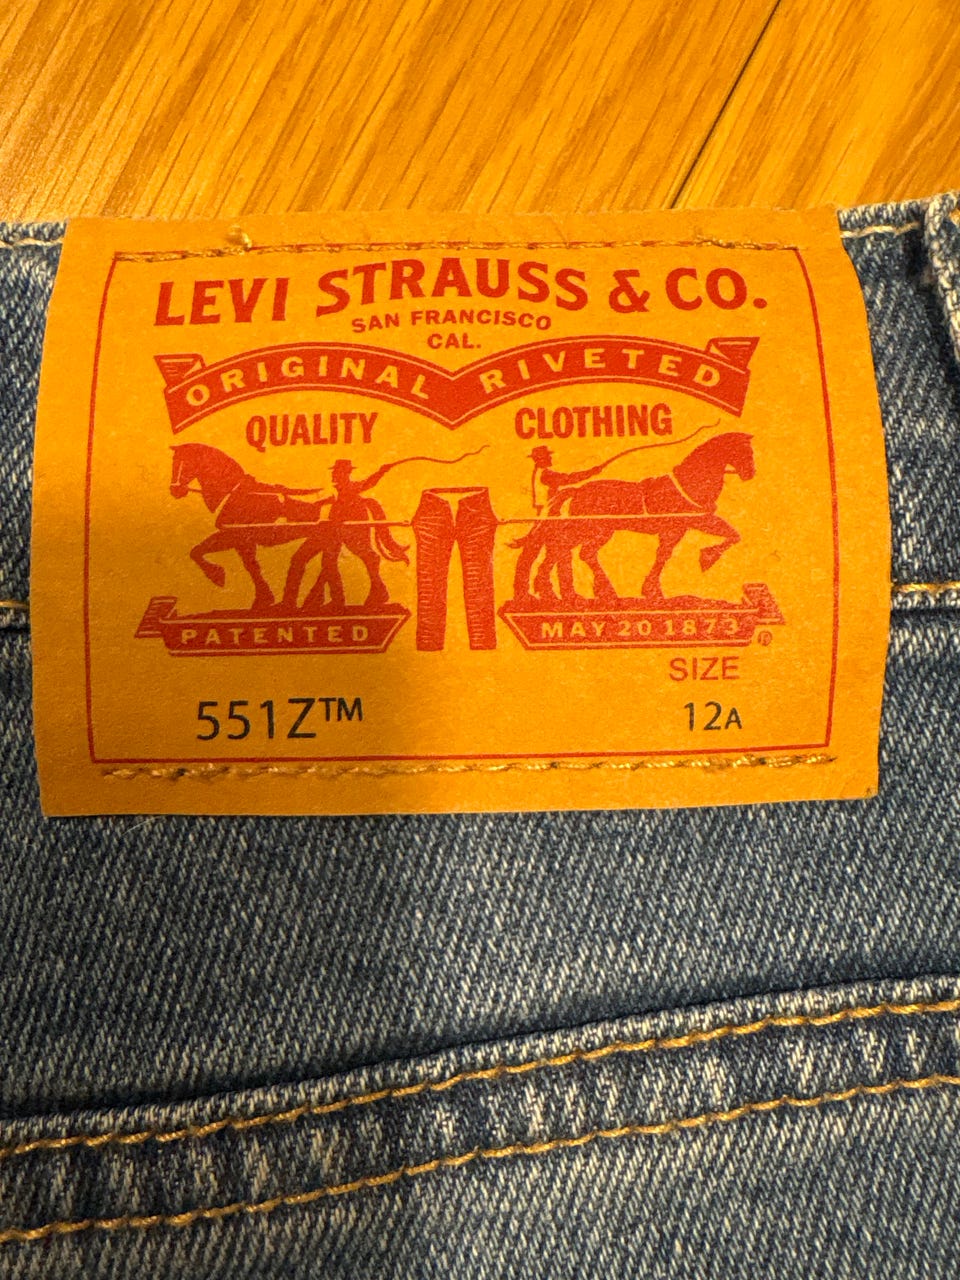 LEVI STRAUSS & CO.
SAN FRANCISCO
CAL.
ORIGINAL RIVETED
QUALITY CLOTHING
PATENTED MAY 20 1873 ®
SIZE
551Z™ 12A